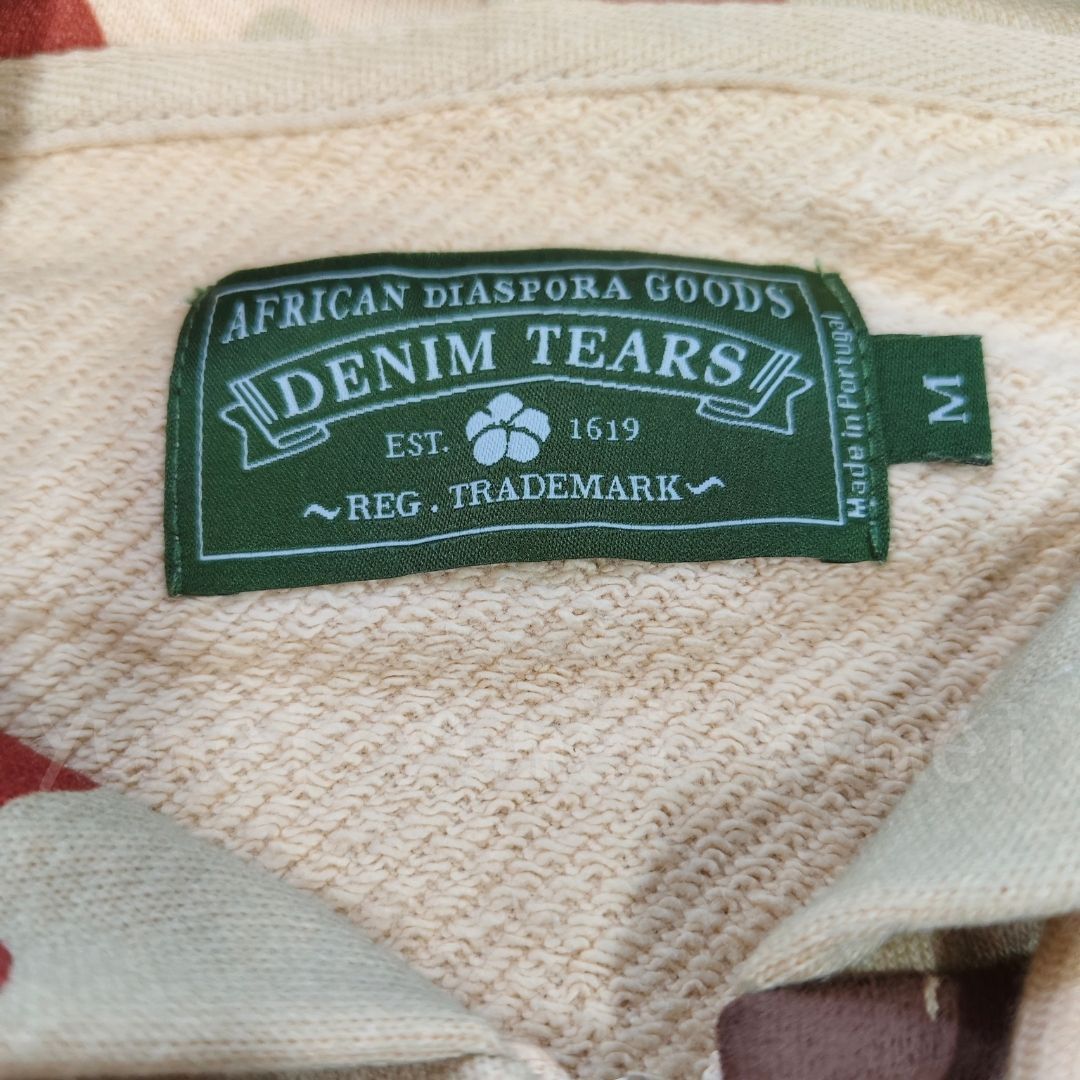 AFRICAN DIASPORA GOODS
DENIM TEARS
EST. 1619
~REG. TRADEMARK~
Made in Portugal
M